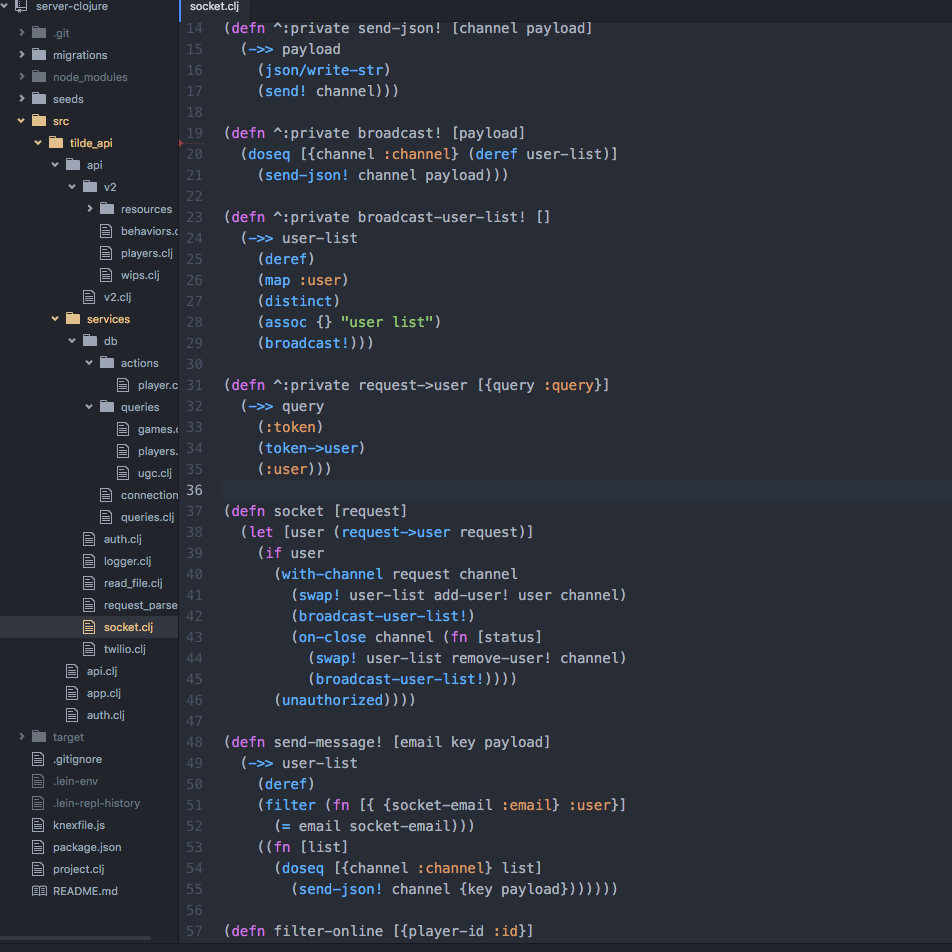 server-clojure
.git
migrations
node_modules
seeds
src
tilde_api
api
v2
resources
behaviors.c
players.clj
wips.clj
v2.clj
services
db
actions
player.c
queries
games.c
players.
ugc.clj
connection
queries.clj
auth.clj
logger.clj
read_file.clj
request_parse
socket.clj
twilio.clj
api.clj
app.clj
auth.clj
target
.gitignore
.lein-env
.lein-repl-history
knexfile.js
package.json
project.clj
README.md
socket.clj
14 (defn ^:private send-json! [channel payload]
15   (->> payload
16     (json/write-str)
17     (send! channel)))
18
19 (defn ^:private broadcast! [payload]
20   (doseq [{channel :channel} (deref user-list)]
21     (send-json! channel payload)))
22
23 (defn ^:private broadcast-user-list! []
24   (->> user-list
25     (deref)
26     (map :user)
27     (distinct)
28     (assoc {} "user list")
29     (broadcast!)))
30
31 (defn ^:private request->user [{query :query}]
32   (->> query
33     (:token)
34     (token->user)
35     (:user)))
36
37 (defn socket [request]
38   (let [user (request->user request)]
39     (if user
40       (with-channel request channel
41         (swap! user-list add-user! user channel)
42         (broadcast-user-list!)
43         (on-close channel (fn [status]
44           (swap! user-list remove-user! channel)
45           (broadcast-user-list!))))
46       (unauthorized))))
47
48 (defn send-message! [email key payload]
49   (->> user-list
50     (deref)
51     (filter (fn [{ {socket-email :email} :user}]
52       (= email socket-email)))
53     ((fn [list]
54       (doseq [{channel :channel} list]
55         (send-json! channel {key payload}))))))
56
57 (defn filter-online [{player-id :id}]